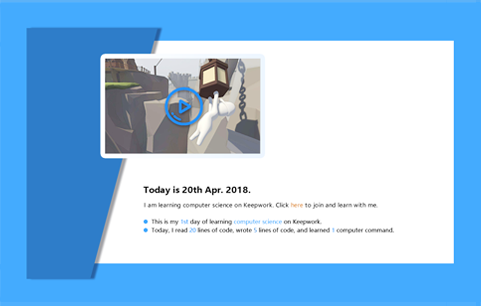 Today is 20th Apr. 2018.
I am learning computer science on Keepwork. Click here to join and learn with me.
This is my 1st day of learning computer science on Keepwork.
Today, I read 20 lines of code, wrote 5 lines of code, and learned 1 computer command.